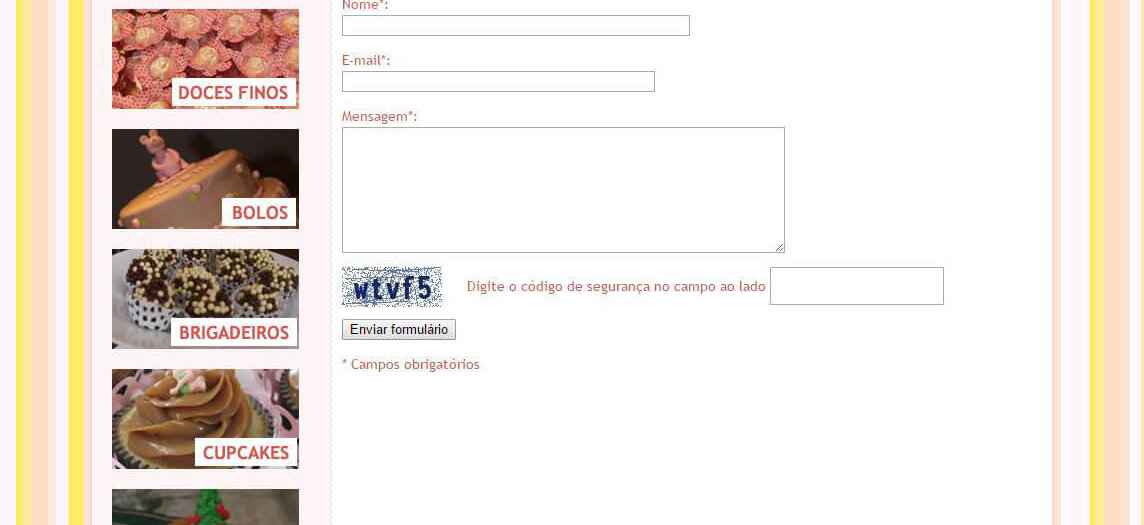 Nome*:
E-mail*:
Mensagem*:
wtvf5
Digite o código de segurança no campo ao lado
Enviar formulário
* Campos obrigatórios
DOCES FINOS
BOLOS
BRIGADEIROS
CUPCAKES